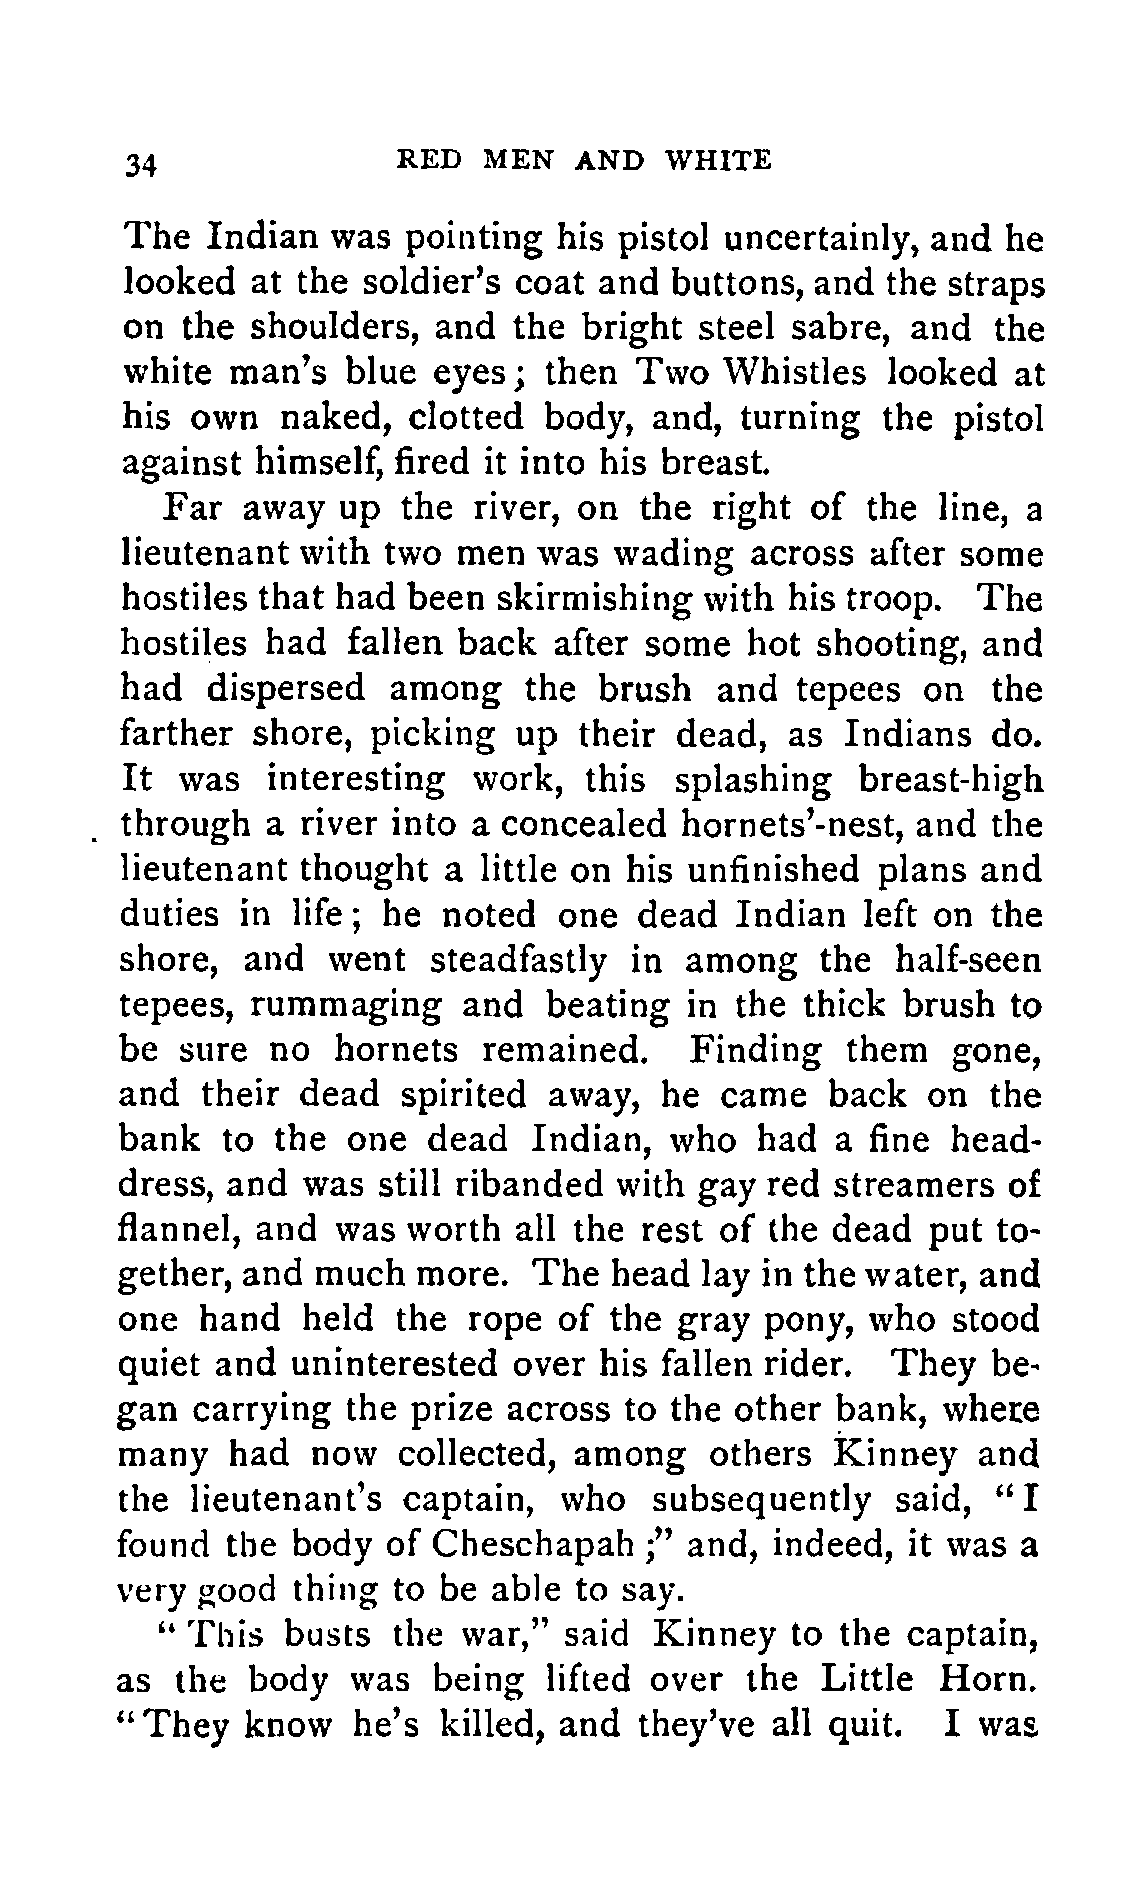 34 RED MEN AND WHITE
The Indian was pointing his pistol uncertainly, and he
looked at the soldier's coat and buttons, and the straps
on the shoulders, and the bright steel sabre, and the
white man's blue eyes; then Two Whistles looked at
his own naked, clotted body, and, turning the pistol
against himself, fired it into his breast.
Far away up the river, on the right of the line, a
lieutenant with two men was wading across after some
hostiles that had been skirmishing with his troop. The
hostiles had fallen back after some hot shooting, and
had dispersed among the brush and tepees on the
farther shore, picking up their dead, as Indians do.
It was interesting work, this splashing breast-high
through a river into a concealed hornets'-nest, and the
lieutenant thought a little on his unfinished plans and
duties in life; he noted one dead Indian left on the
shore, and went steadfastly in among the half-seen
tepees, rummaging and beating in the thick brush to
be sure no hornets remained. Finding them gone,
and their dead spirited away, he came back on the
bank to the one dead Indian, who had a fine head-
dress, and was still ribanded with gay red streamers of
flannel, and was worth all the rest of the dead put to-
gether, and much more. The head lay in the water, and
one hand held the rope of the gray pony, who stood
quiet and uninterested over his fallen rider. They be-
gan carrying the prize across to the other bank, where
many had now collected, among others Kinney and
the lieutenant's captain, who subsequently said, "I
found the body of Cheschapah;" and, indeed, it was a
very good thing to be able to say.
"This busts the war," said Kinney to the captain,
as the body was being lifted over the Little Horn.
"They know he's killed, and they've all quit. I was